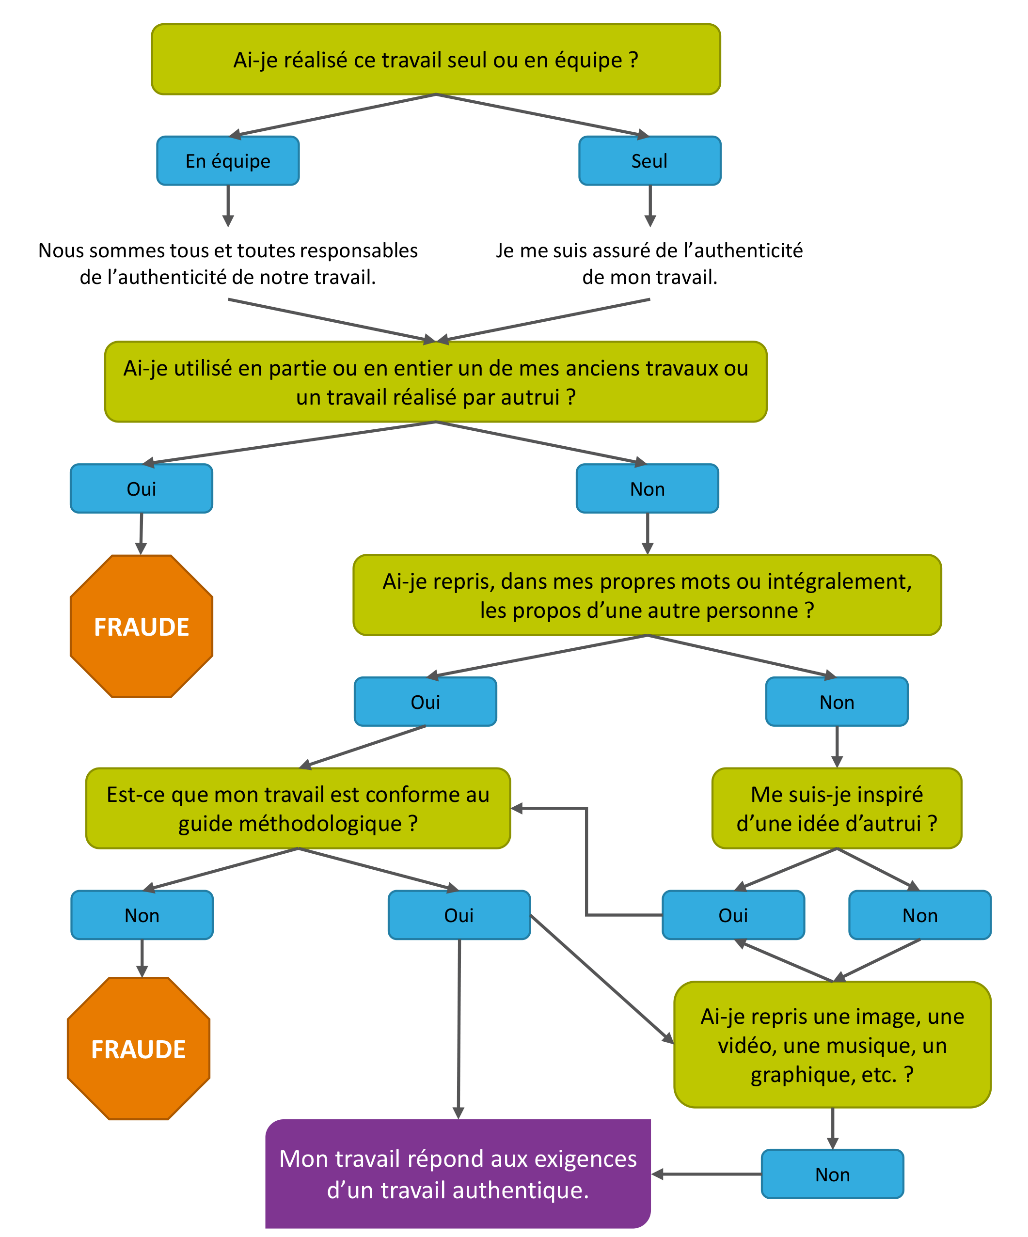 Ai-je réalisé ce travail seul ou en équipe ?
En équipe
Seul
Nous sommes tous et toutes responsables
de l’authenticité de notre travail.
Je me suis assuré de l’authenticité
de mon travail.
Ai-je utilisé en partie ou en entier un de mes anciens travaux ou
un travail réalisé par autrui ?
Oui
Non
FRAUDE
Ai-je repris, dans mes propres mots ou intégralement,
les propos d’une autre personne ?
Oui
Non
Est-ce que mon travail est conforme au
guide méthodologique ?
Me suis-je inspiré
d’une idée d’autrui ?
Non
Oui
Oui
Non
FRAUDE
Ai-je repris une image, une
vidéo, une musique, un
graphique, etc. ?
Mon travail répond aux exigences
d’un travail authentique.
Non